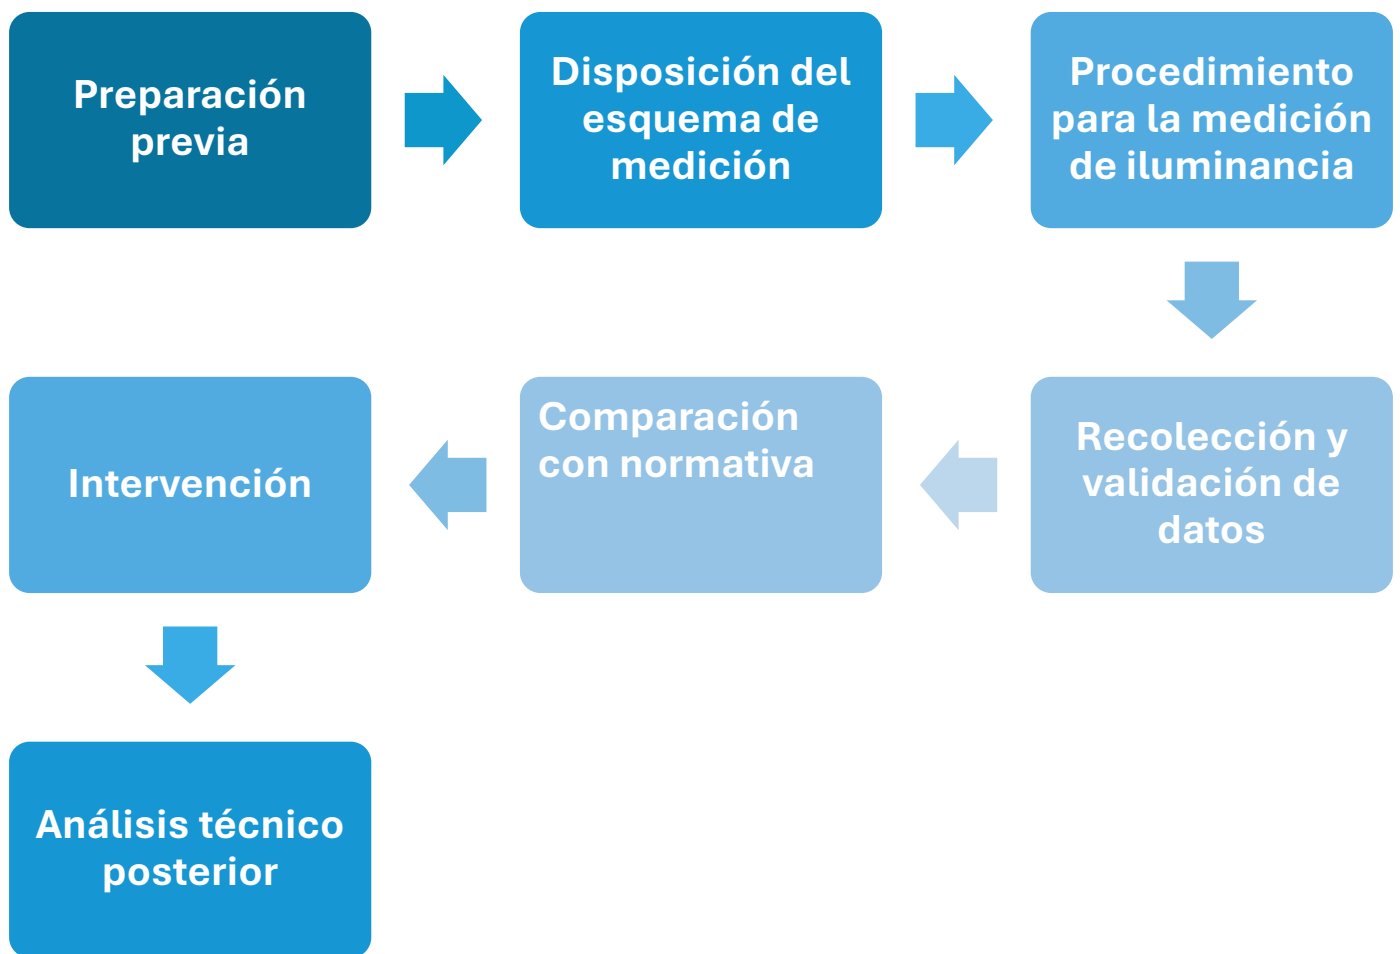 Preparación
previa
Disposición del
esquema de
medición
Procedimiento
para la medición
de iluminancia
Recolección y
validación de
datos
Comparación
con normativa
Intervención
Análisis técnico
posterior